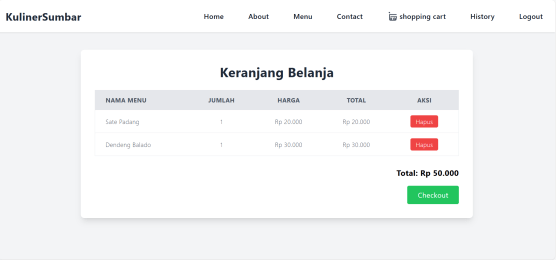 KulinerSumbar Home About Menu Contact shopping cart History Logout
Keranjang Belanja
NAMA MENU JUMLAH HARGA TOTAL AKSI
Sate Padang 1 Rp 20.000 Rp 20.000 Hapus
Dendeng Balado 1 Rp 30.000 Rp 30.000 Hapus
Total: Rp 50.000
Checkout